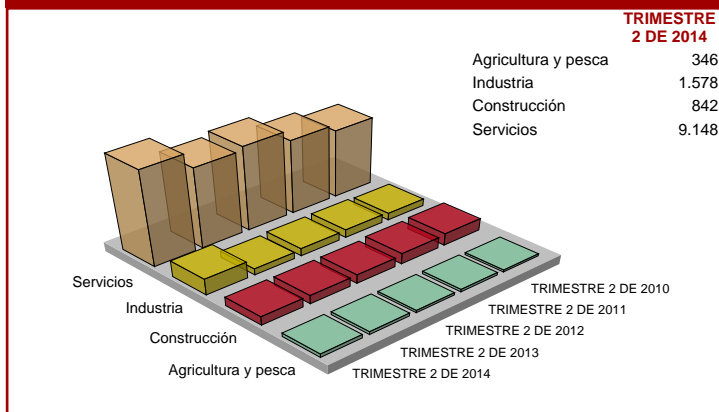 TRIMESTRE
2 DE 2014
Agricultura y pesca 346
Industria 1.578
Construcción 842
Servicios 9.148
Servicios
Industria
Construcción
Agricultura y pesca
TRIMESTRE 2 DE 2010
TRIMESTRE 2 DE 2011
TRIMESTRE 2 DE 2012
TRIMESTRE 2 DE 2013
TRIMESTRE 2 DE 2014